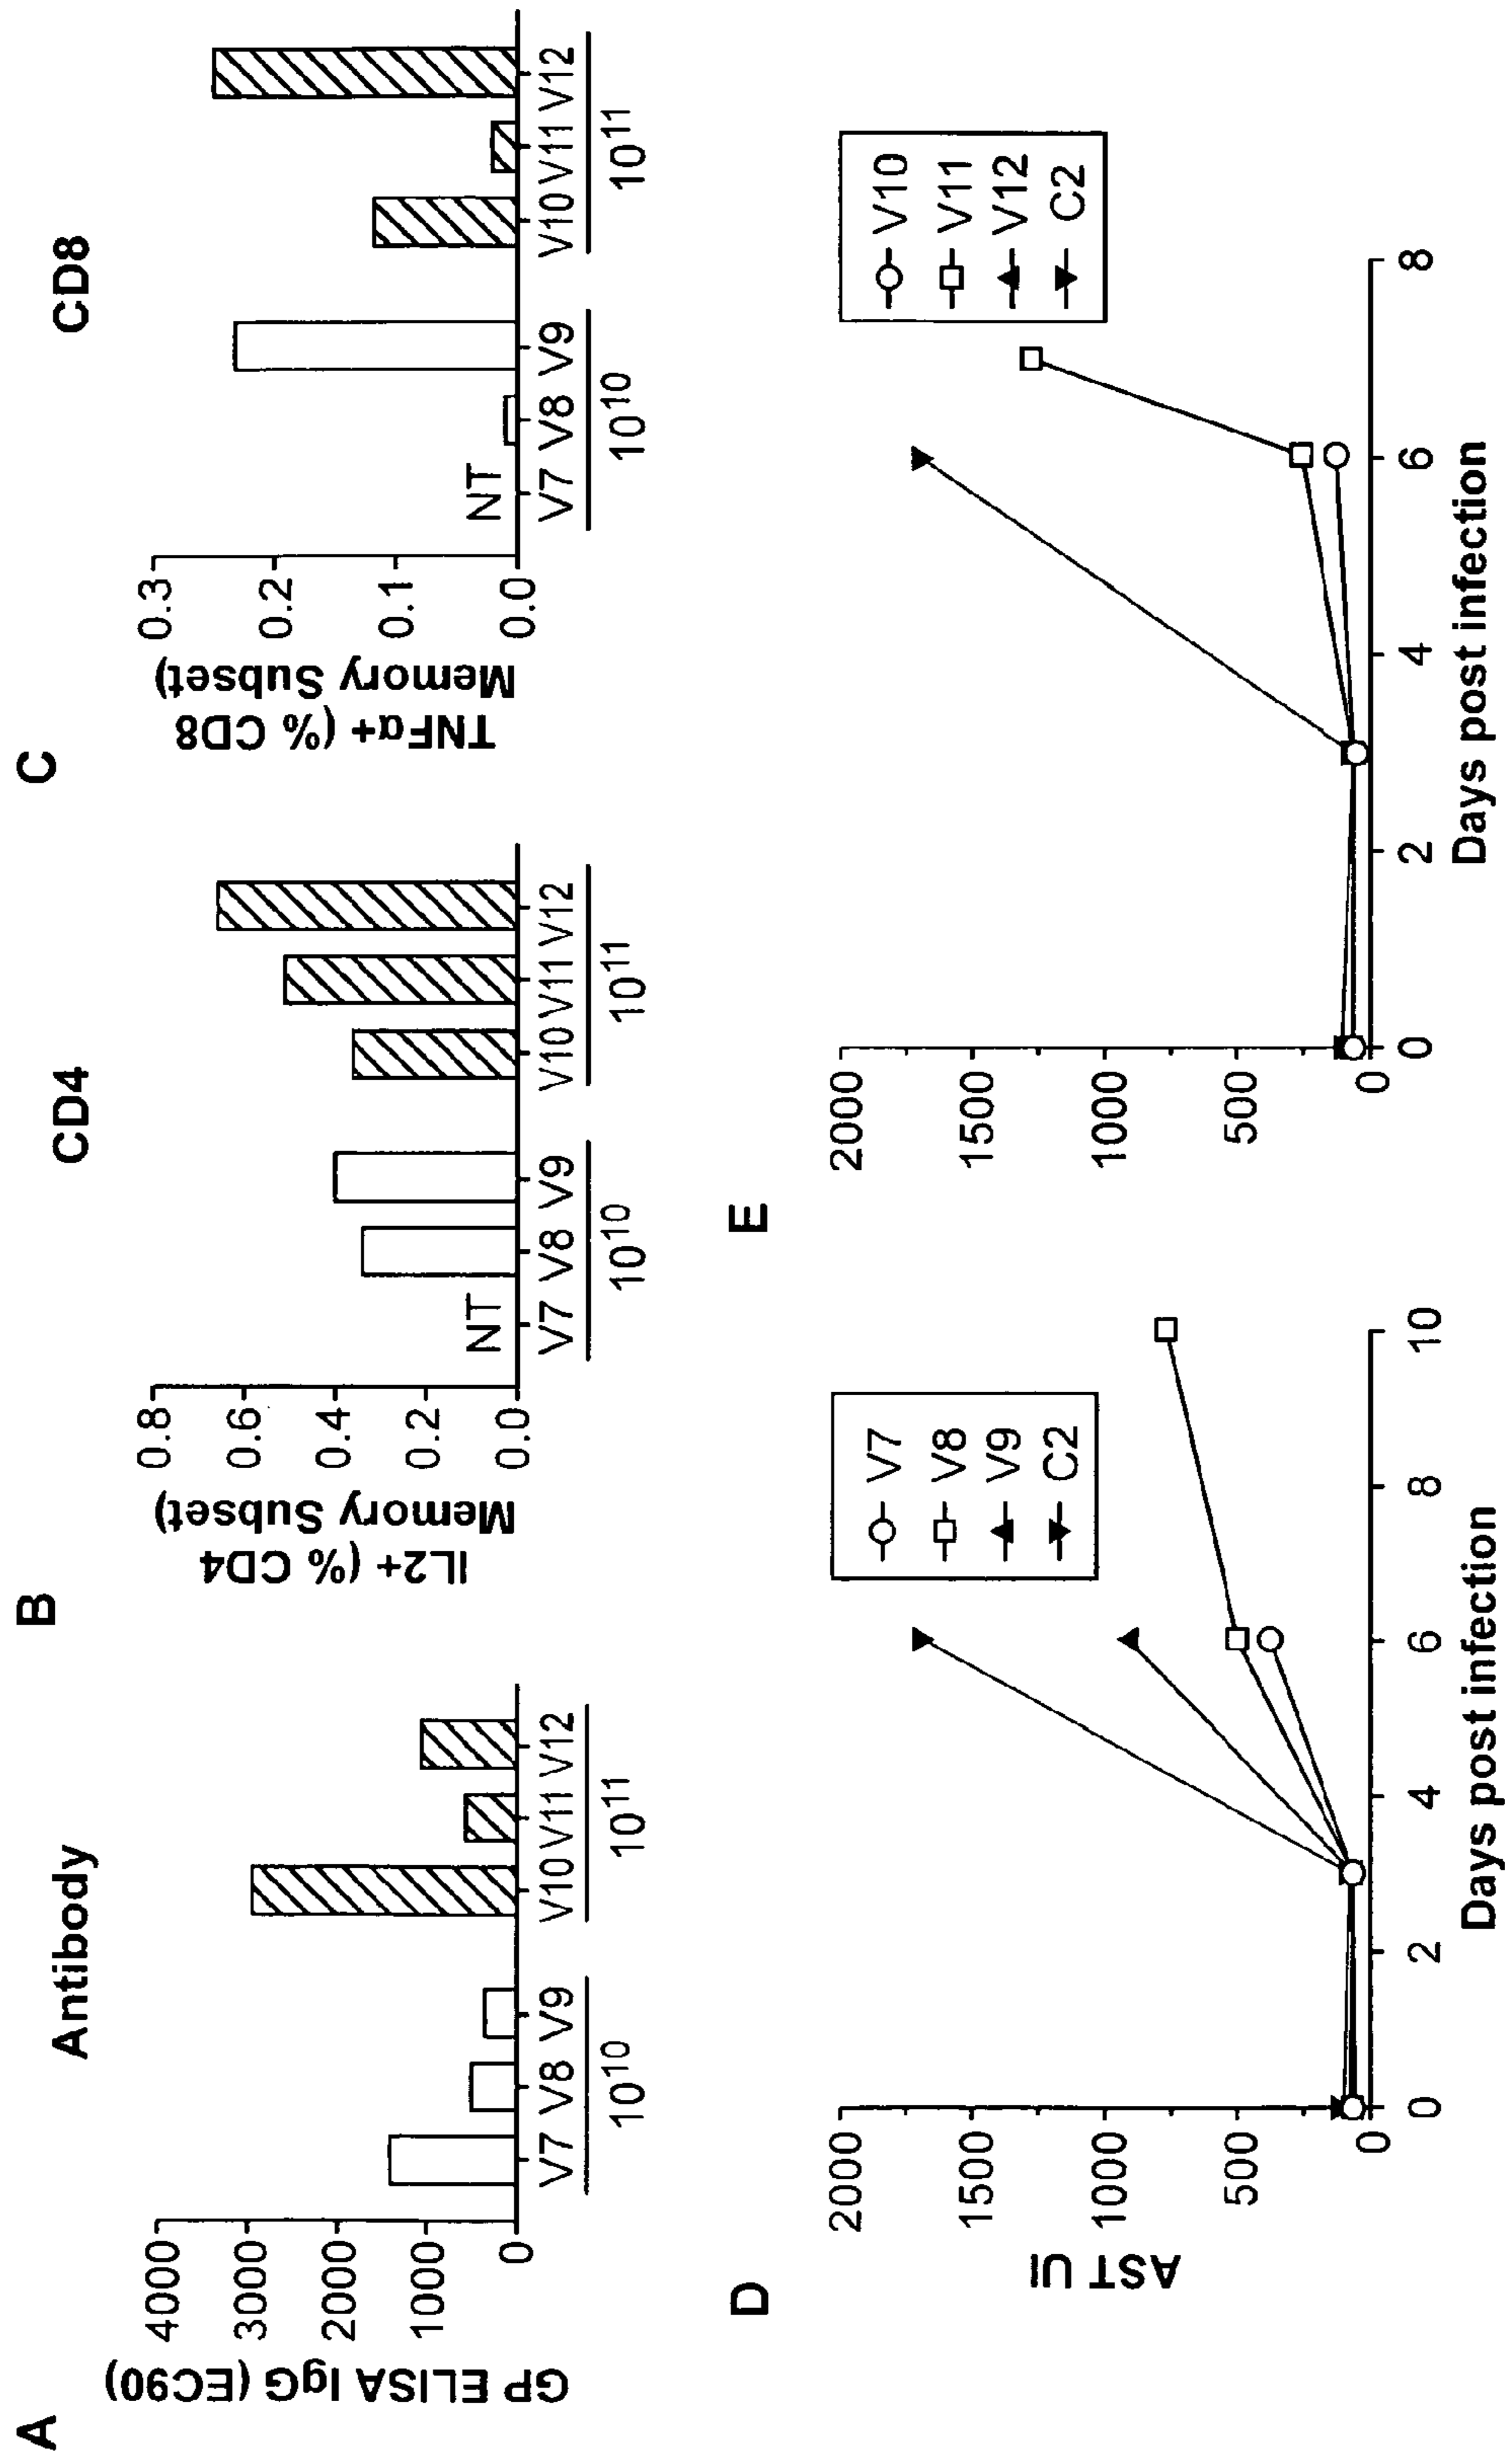 A
Antibody
GP ELISA IgG (EC90)
4000
3000
2000
1000
0
V7 V8 V9
10^10
V10 V11 V12
10^11
B
CD4
IL2+ (% CD4
Memory Subset)
0.8
0.6
0.4
0.2
0.0
NT
V7 V8 V9
10^10
V10 V11 V12
10^11
C
CD8
TNFα+ (% CD8
Memory Subset)
0.3
0.2
0.1
0.0
NT
V7 V8 V9
10^10
V10 V11 V12
10^11
D
AST UI
2000
1500
1000
500
0
V7
V8
V9
C2
0 2 4 6 8 10
Days post infection
E
2000
1500
1000
500
0
V10
V11
V12
C2
0 2 4 6 8
Days post infection